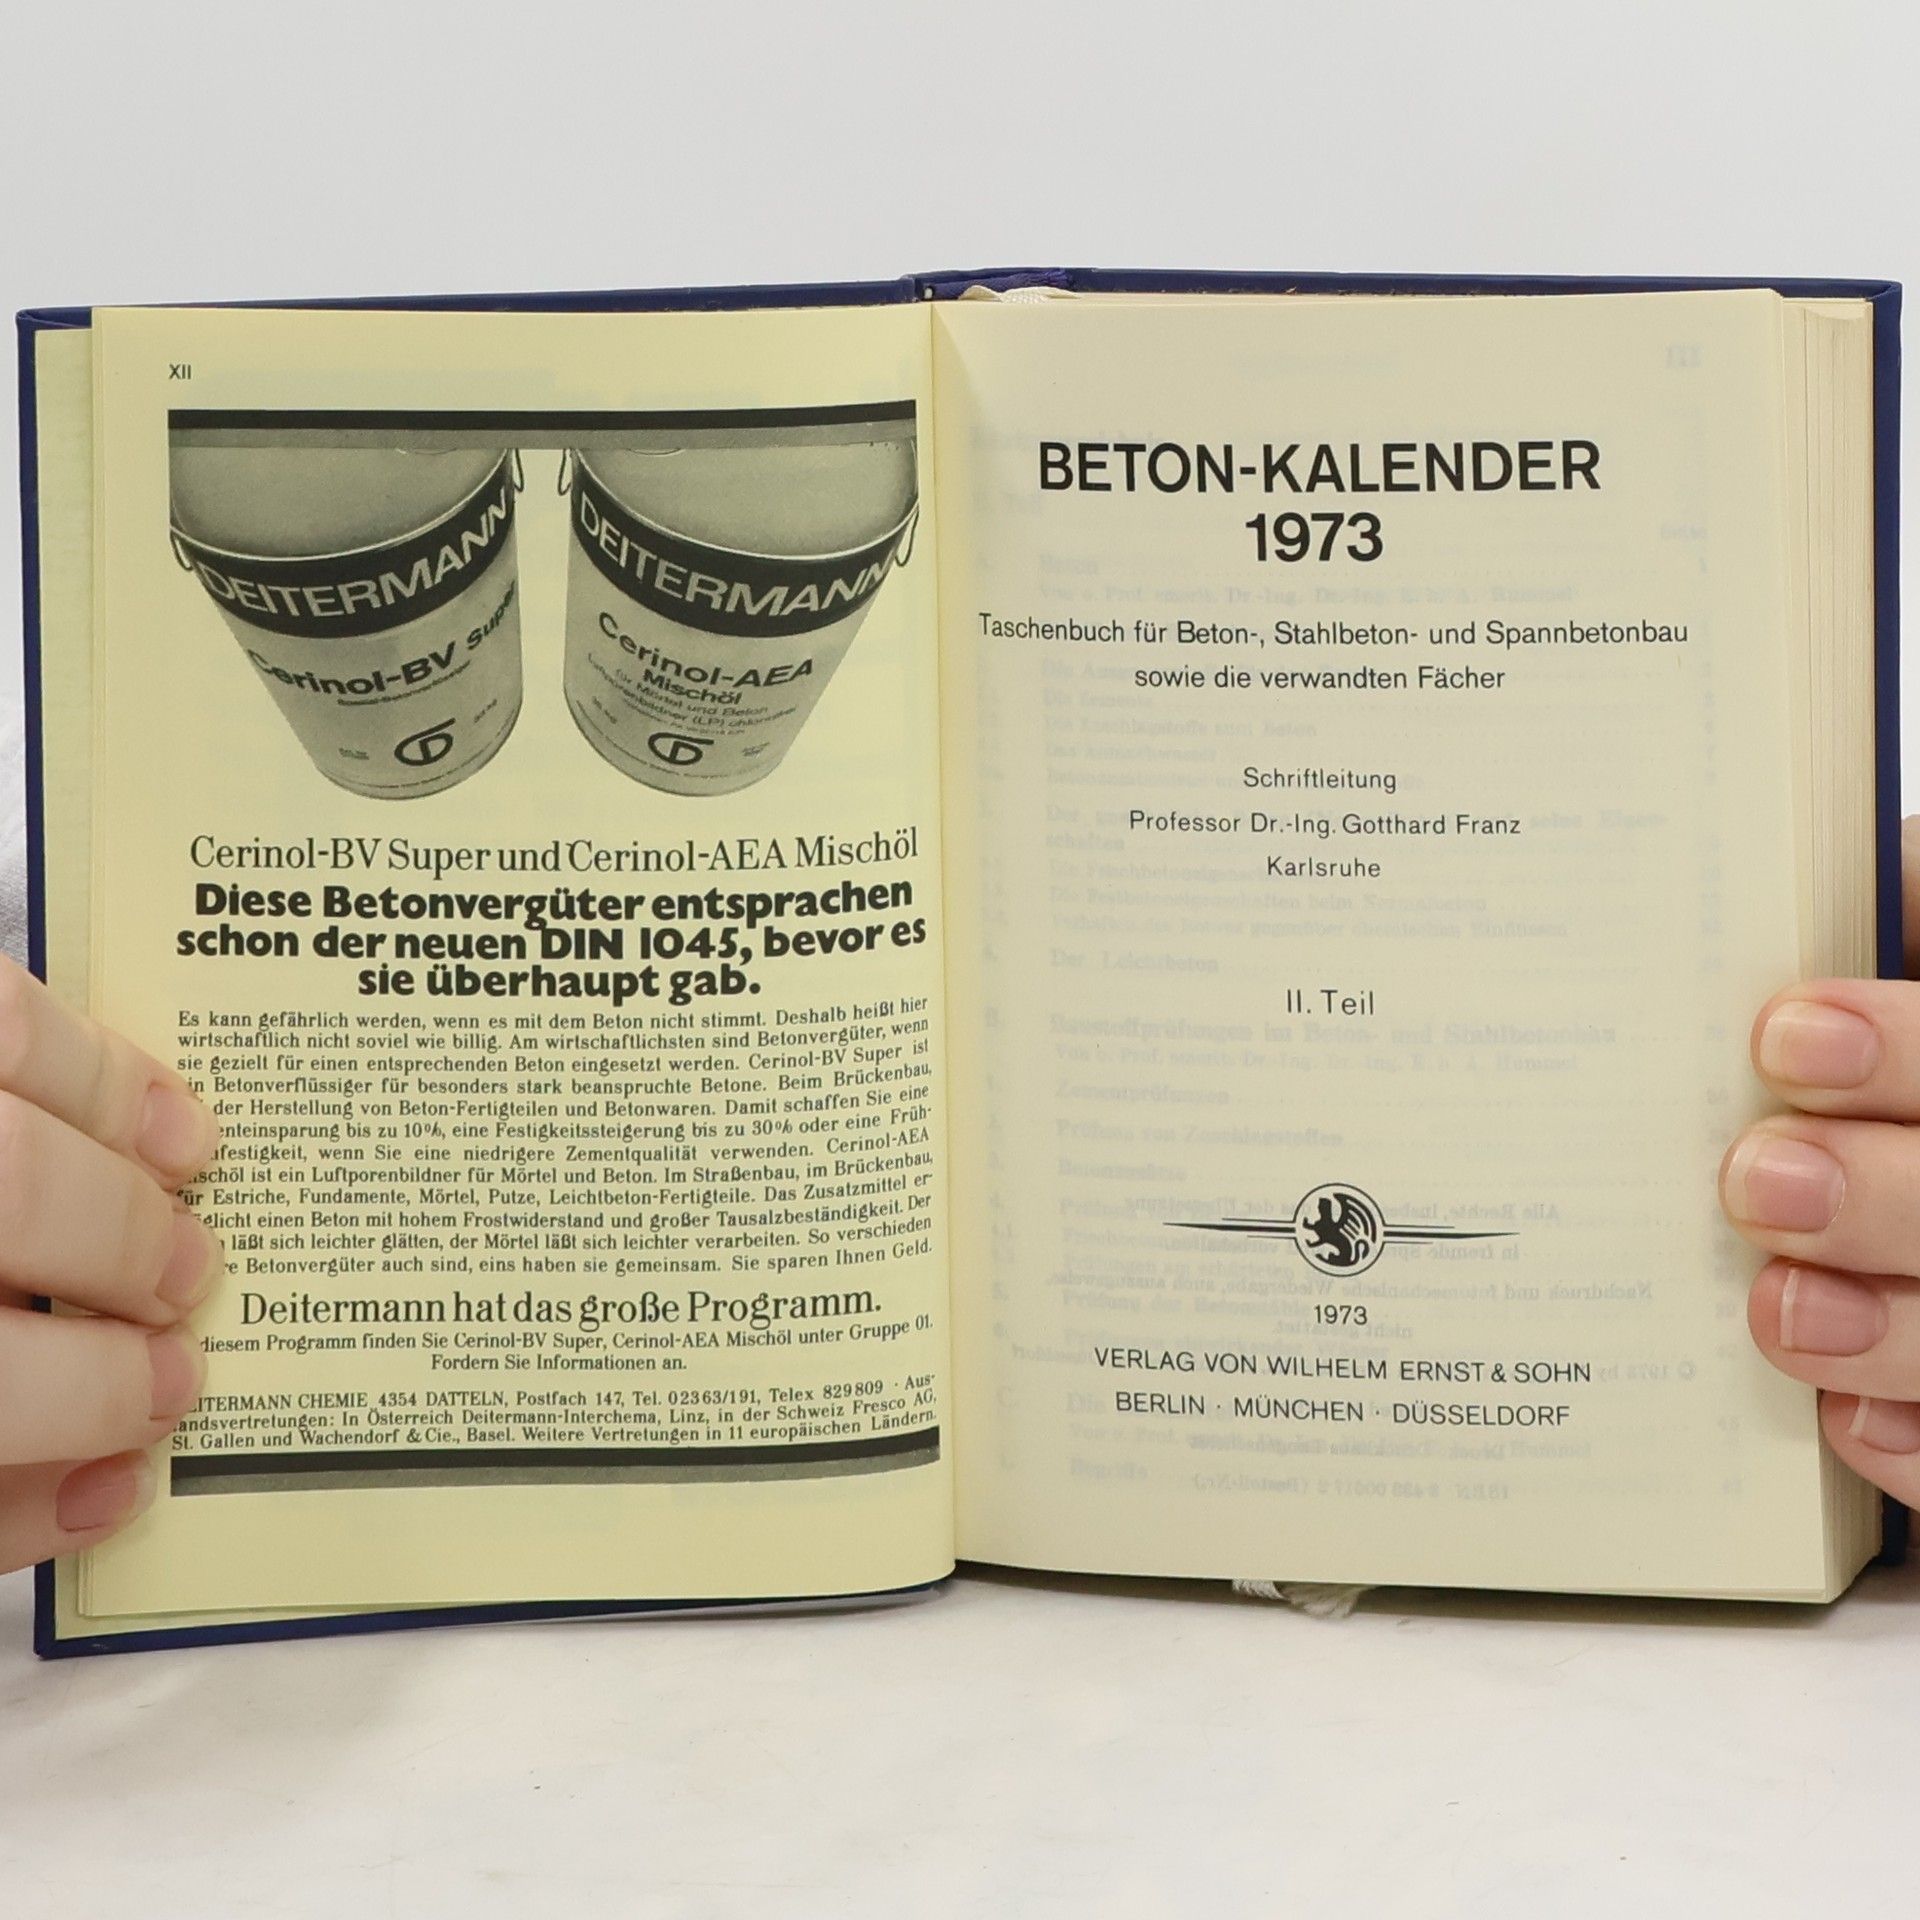 XII
DEITERMANN
Cerinol-BV Super
DEITERMANN
Cerinol-AEA
Mischöl
für Mörtel und Beton
Cerinol-BV Super und Cerinol-AEA Mischöl
Diese Betonvergüter entsprachen
schon der neuen DIN 1045, bevor es
sie überhaupt gab.
Es kann gefährlich werden, wenn es mit dem Beton nicht stimmt. Deshalb heißt hier
wirtschaftlich nicht soviel wie billig. Am wirtschaftlichsten sind Betonvergüter, wenn
sie gezielt für einen entsprechenden Beton eingesetzt werden. Cerinol-BV Super ist
in Betonverflüssiger für besonders stark beanspruchte Betone. Beim Brückenbau,
der Herstellung von Beton-Fertigteilen und Betonwaren. Damit schaffen Sie eine
enteinsparung bis zu 10%, eine Festigkeitssteigerung bis zu 30% oder eine Früh-
festigkeit, wenn Sie eine niedrigere Zementqualität verwenden. Cerinol-AEA
schöl ist ein Luftporenbildner für Mörtel und Beton. Im Straßenbau, im Brückenbau,
für Estriche, Fundamente, Mörtel, Putze, Leichtbeton-Fertigteile. Das Zusatzmittel er-
glicht einen Beton mit hohem Frostwiderstand und großer Tausalzbeständigkeit. Der
läßt sich leichter glätten, der Mörtel läßt sich leichter verarbeiten. So verschieden
re Betonvergüter auch sind, eins haben sie gemeinsam. Sie sparen Ihnen Geld.
Deitermann hat das große Programm.
diesem Programm finden Sie Cerinol-BV Super, Cerinol-AEA Mischöl unter Gruppe 01.
Fordern Sie Informationen an.
EITERMANN CHEMIE, 4354 DATTELN, Postfach 147, Tel. 02363/191, Telex 829809 · Aus-
andsvertretungen: In Österreich Deitermann-Interchema, Linz, in der Schweiz Fresco AG,
St. Gallen und Wachendorf & Cie., Basel. Weitere Vertretungen in 11 europäischen Ländern.
BETON-KALENDER
1973
Taschenbuch für Beton-, Stahlbeton- und Spannbetonbau
sowie die verwandten Fächer
Schriftleitung
Professor Dr.-Ing. Gotthard Franz
Karlsruhe
II. Teil
1973
VERLAG VON WILHELM ERNST & SOHN
BERLIN · MÜNCHEN · DÜSSELDORF